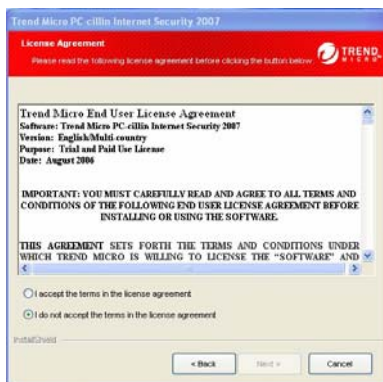 Trend Micro PC-cillin Internet Security 2007
License Agreement
Please read the following license agreement before clicking the button below.
TREND
MICRO
Trend Micro End User License Agreement
Software: Trend Micro PC-cillin Internet Security 2007
Version: English/Multi-country
Purpose: Trial and Paid Use License
Date: August 2006
IMPORTANT: YOU MUST CAREFULLY READ AND AGREE TO ALL TERMS AND
CONDITIONS OF THE FOLLOWING END USER LICENSE AGREEMENT BEFORE
INSTALLING OR USING THE SOFTWARE.
THIS AGREEMENT SETS FORTH THE TERMS AND CONDITIONS UNDER
WHICH TREND MICRO IS WILLING TO LICENSE THE "SOFTWARE" AND
I accept the terms in the license agreement
I do not accept the terms in the license agreement
InstallShield
< Back
Next >
Cancel